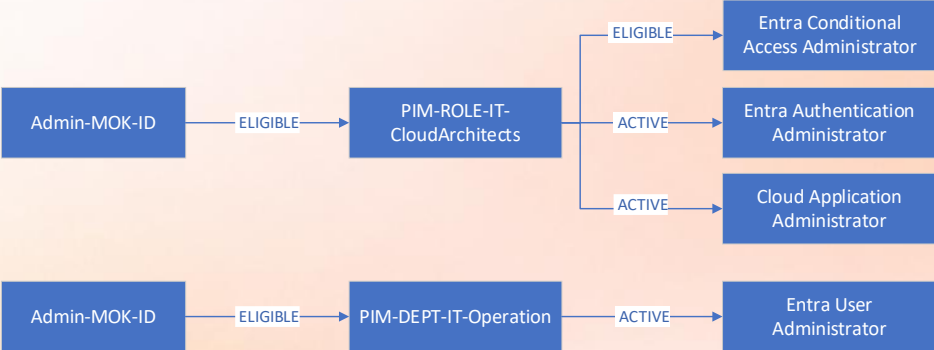 Entra Conditional
Access Administrator
ELIGIBLE
Admin-MOK-ID
ELIGIBLE
PIM-ROLE-IT-
CloudArchitects
ACTIVE
Entra Authentication
Administrator
ACTIVE
Cloud Application
Administrator
Admin-MOK-ID
ELIGIBLE
PIM-DEPT-IT-Operation
ACTIVE
Entra User
Administrator